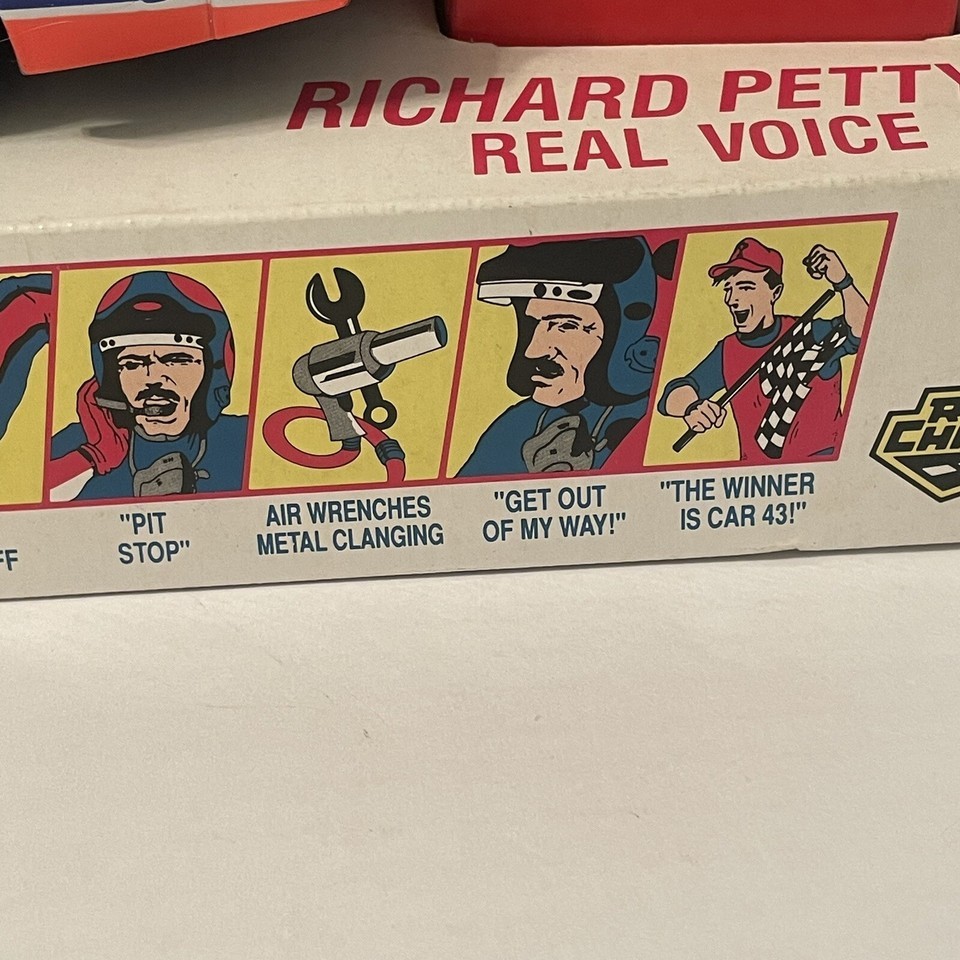 RICHARD PETTY
REAL VOICE
"PIT
STOP"
AIR WRENCHES
METAL CLANGING
"GET OUT
OF MY WAY!"
"THE WINNER
IS CAR 43!"